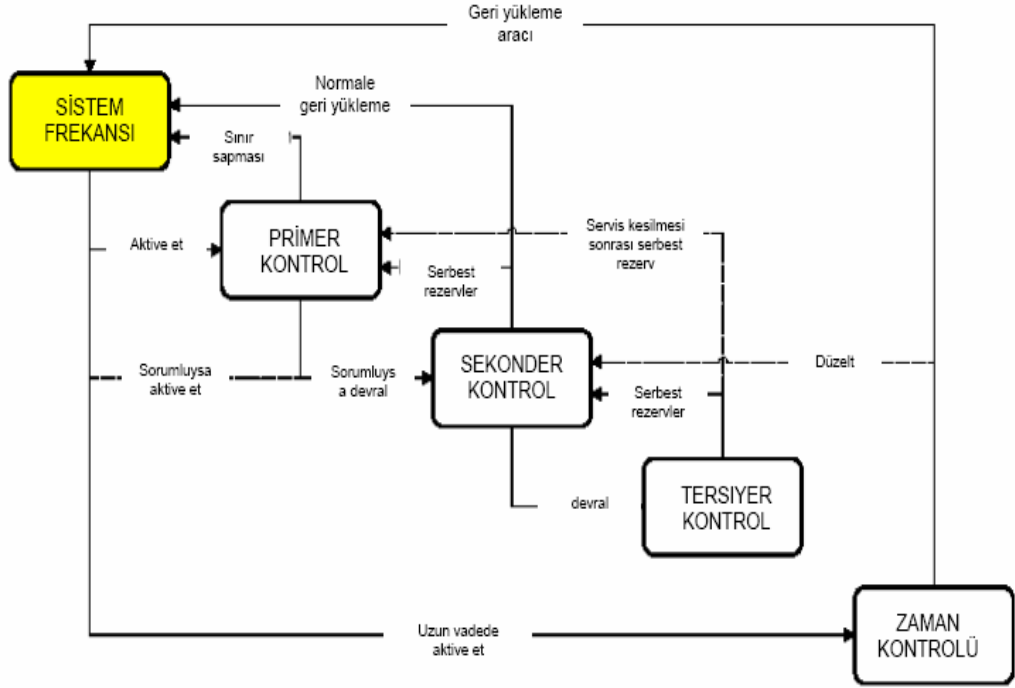 Geri yükleme
aracı
Normale
geri yükleme
SİSTEM
FREKANSI
Sınır
sapması
Aktive et
PRİMER
KONTROL
Servis kesilmesi
sonrası serbest
rezerv
Serbest
rezervler
Sorumluysa
aktive et
Sorumluys
a devral
SEKONDER
KONTROL
Düzelt
Serbest
rezervler
devral
TERSIYER
KONTROL
Uzun vadede
aktive et
ZAMAN
KONTROLÜ